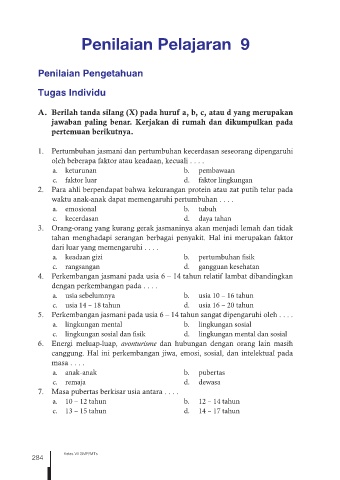 Penilaian Pelajaran 9
Penilaian Pengetahuan
Tugas Individu
A. Berilah tanda silang (X) pada huruf a, b, c, atau d yang merupakan
jawaban paling benar. Kerjakan di rumah dan dikumpulkan pada
pertemuan berikutnya.
1. Pertumbuhan jasmani dan pertumbuhan kecerdasan seseorang dipengaruhi
oleh beberapa faktor atau keadaan, kecuali . . . .
a. keturunan b. pembawaan
c. faktor luar d. faktor lingkungan
2. Para ahli berpendapat bahwa kekurangan protein atau zat putih telur pada
waktu anak-anak dapat memengaruhi pertumbuhan . . . .
a. emosional b. tubuh
c. kecerdasan d. daya tahan
3. Orang-orang yang kurang gerak jasmaninya akan menjadi lemah dan tidak
tahan menghadapi serangan berbagai penyakit. Hal ini merupakan faktor
dari luar yang memengaruhi . . . .
a. keadaan gizi b. pertumbuhan fisik
c. rangsangan d. gangguan kesehatan
4. Perkembangan jasmani pada usia 6 – 14 tahun relatif lambat dibandingkan
dengan perkembangan pada . . . .
a. usia sebelumnya b. usia 10 – 16 tahun
c. usia 14 – 18 tahun d. usia 16 – 20 tahun
5. Perkembangan jasmani pada usia 6 – 14 tahun sangat dipengaruhi oleh . . . .
a. lingkungan mental b. lingkungan sosial
c. lingkungan sosial dan fisik d. lingkungan mental dan sosial
6. Energi meluap-luap, avonturisme dan hubungan dengan orang lain masih
canggung. Hal ini perkembangan jiwa, emosi, sosial, dan intelektual pada
masa . . . .
a. anak-anak b. pubertas
c. remaja d. dewasa
7. Masa pubertas berkisar usia antara . . . .
a. 10 – 12 tahun b. 12 – 14 tahun
c. 13 – 15 tahun d. 14 – 17 tahun
284 Kelas VII SMP/MTs